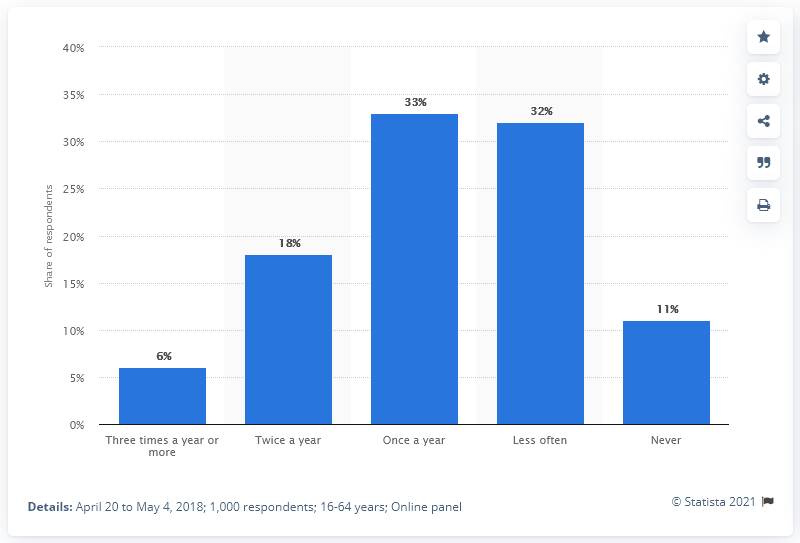 40%
35%
30%
25%
20%
15%
10%
5%
0%
Share of respondents
6%
18%
33%
32%
11%
Three times a year or
more
Twice a year
Once a year
Less often
Never
Details: April 20 to May 4, 2018; 1,000 respondents; 16-64 years; Online panel
© Statista 2021